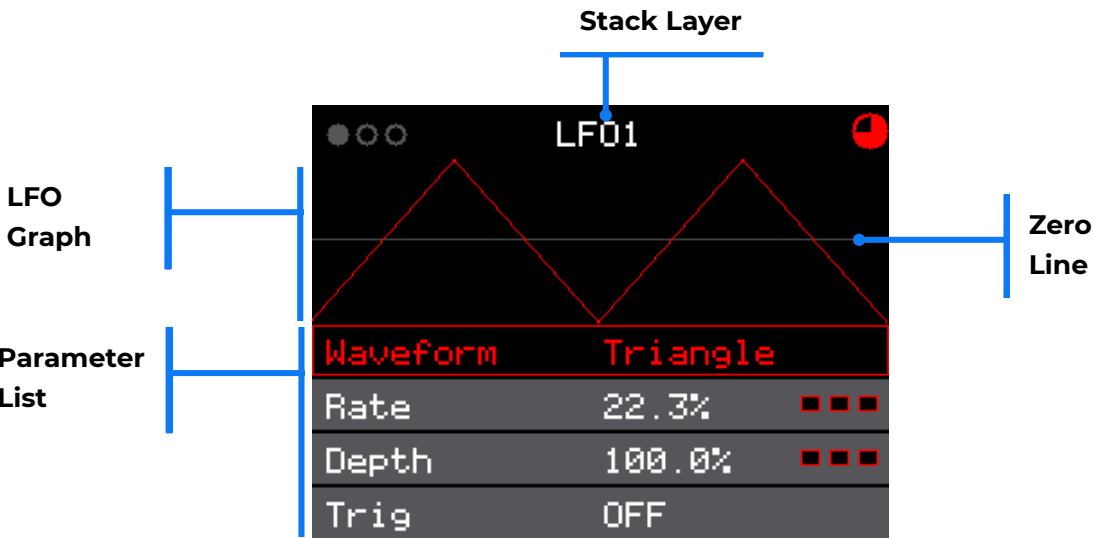 Stack Layer
LFO1
LFO
Graph
Zero
Line
Parameter
List
Waveform Triangle
Rate 22.3%
Depth 100.0%
Trig OFF